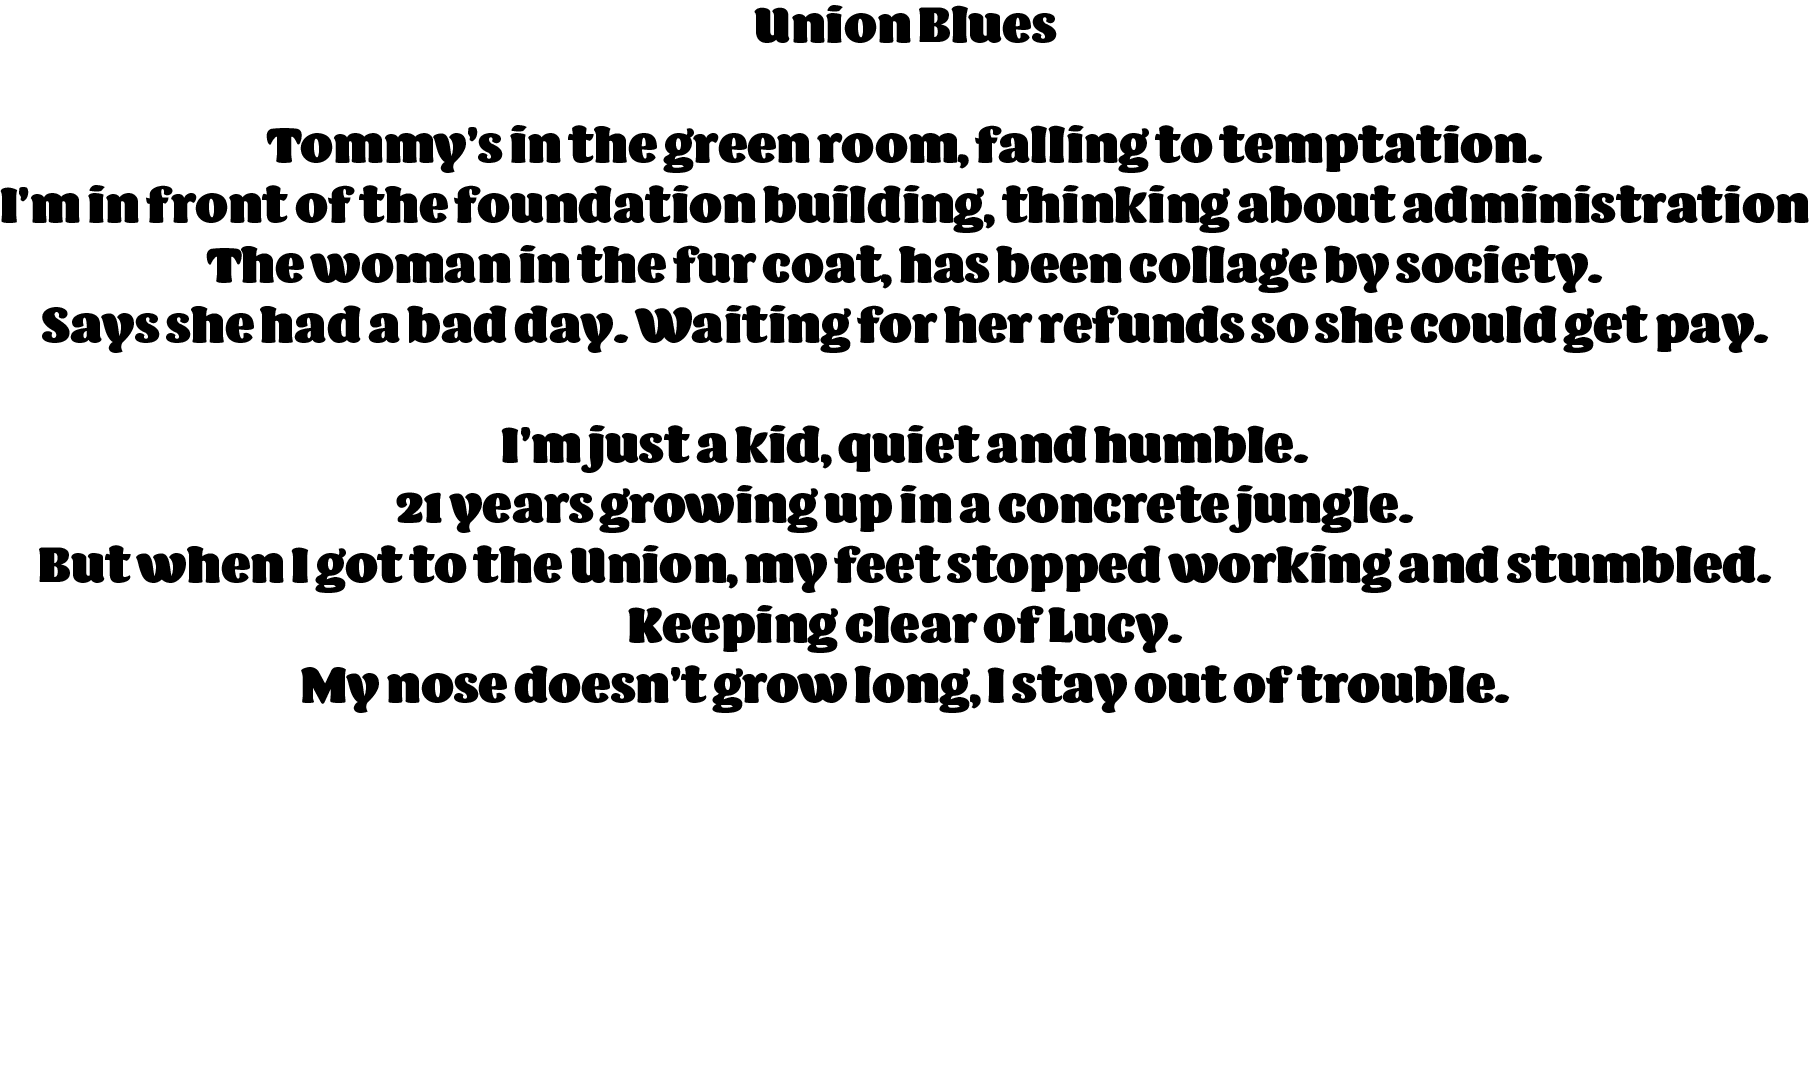 Union Blues
Tommy's in the green room, falling to temptation.
I'm in front of the foundation building, thinking about administration
The woman in the fur coat, has been collage by society.
Says she had a bad day. Waiting for her refunds so she could get pay.
I'm just a kid, quiet and humble.
21 years growing up in a concrete jungle.
But when I got to the Union, my feet stopped working and stumbled.
Keeping clear of Lucy.
My nose doesn't grow long, I stay out of trouble.